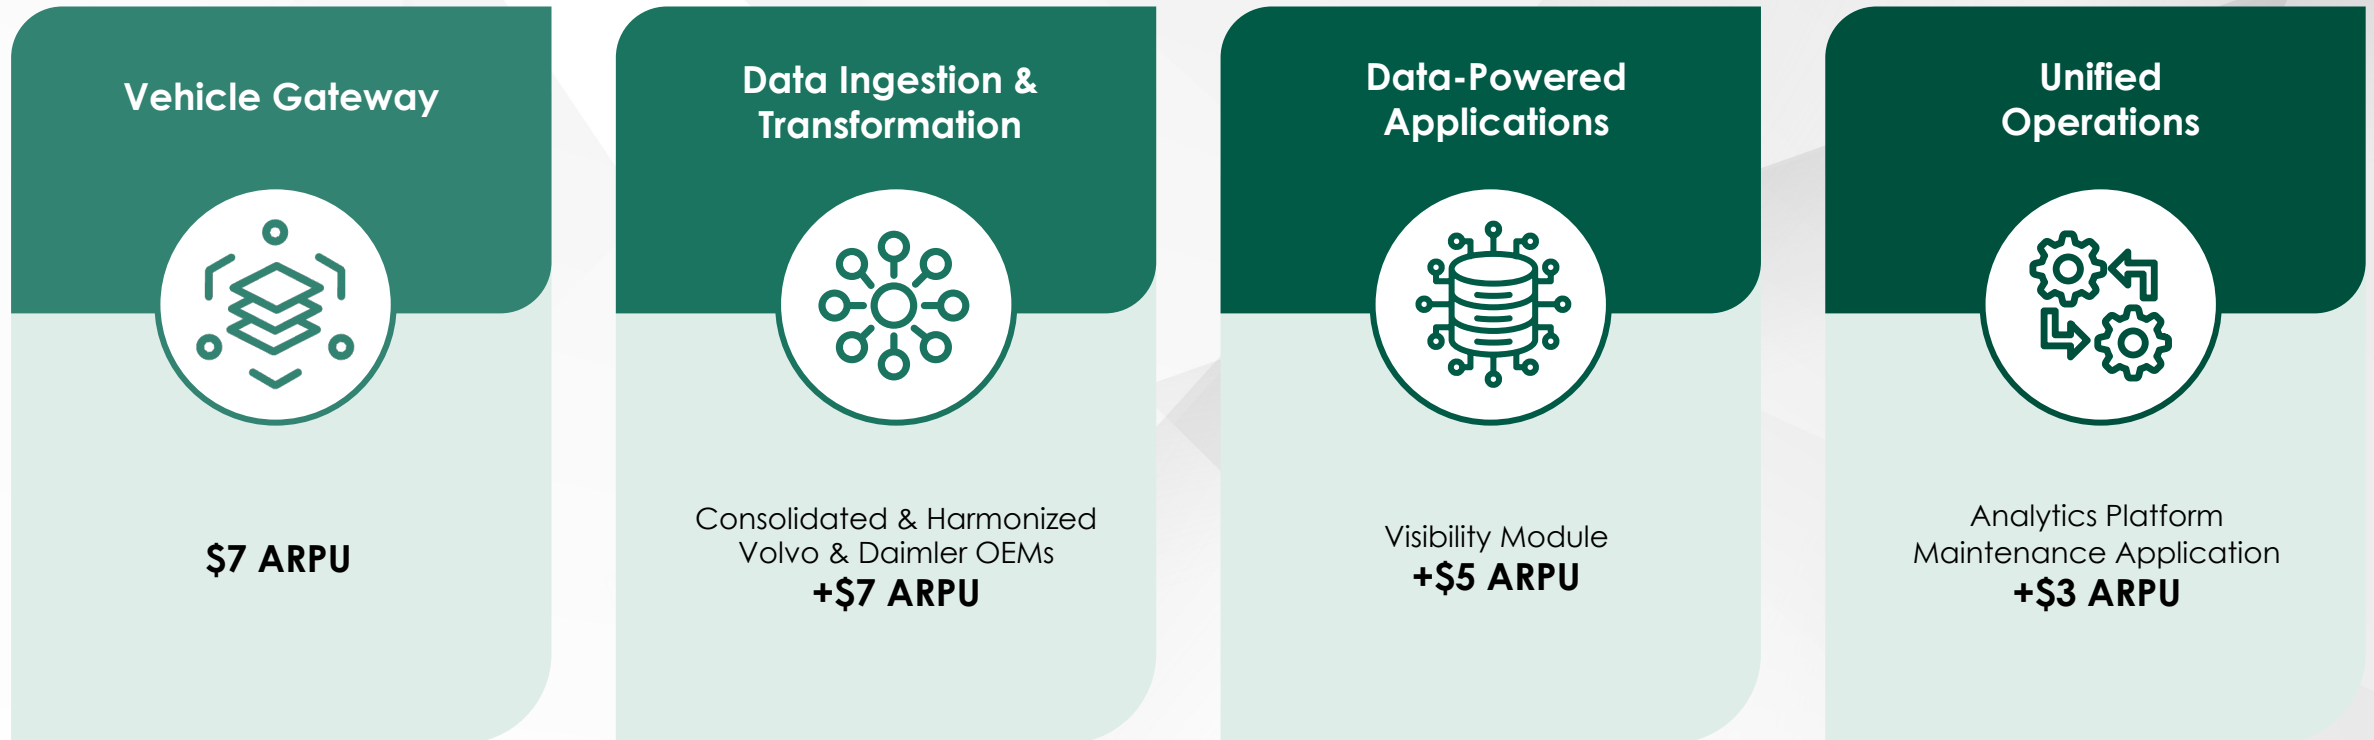 Vehicle Gateway
$7 ARPU
Data Ingestion &
Transformation
Consolidated & Harmonized
Volvo & Daimler OEMs
+$7 ARPU
Data-Powered
Applications
Visibility Module
+$5 ARPU
Unified
Operations
Analytics Platform
Maintenance Application
+$3 ARPU